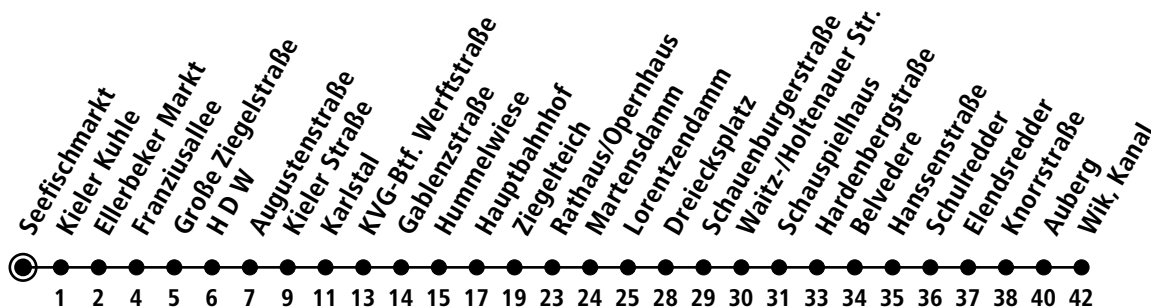 Seefischmarkt
Kieler Kuhle
Ellerbeker Markt
Franziusallee
Große Ziegelstraße
H D W
Augustenstraße
Kieler Straße
Karlstal
KVG-Btf. Werftstraße
Gablenzstraße
Hummelwiese
Hauptbahnhof
Ziegelteich
Rathaus/Opernhaus
Martensdamm
Lorentzendamm
Dreiecksplatz
Schauenburgerstraße
Waitz-/Holtenauer Str.
Schauspielhaus
Hardenbergstraße
Belvedere
Hanssenstraße
Schulredder
Elendsredder
Knorrstraße
Auberg
Wik, Kanal
1 2 4 5 6 7 9 11 13 14 15 17 19 23 24 25 28 29 30 31 33 34 35 36 37 38 40 42